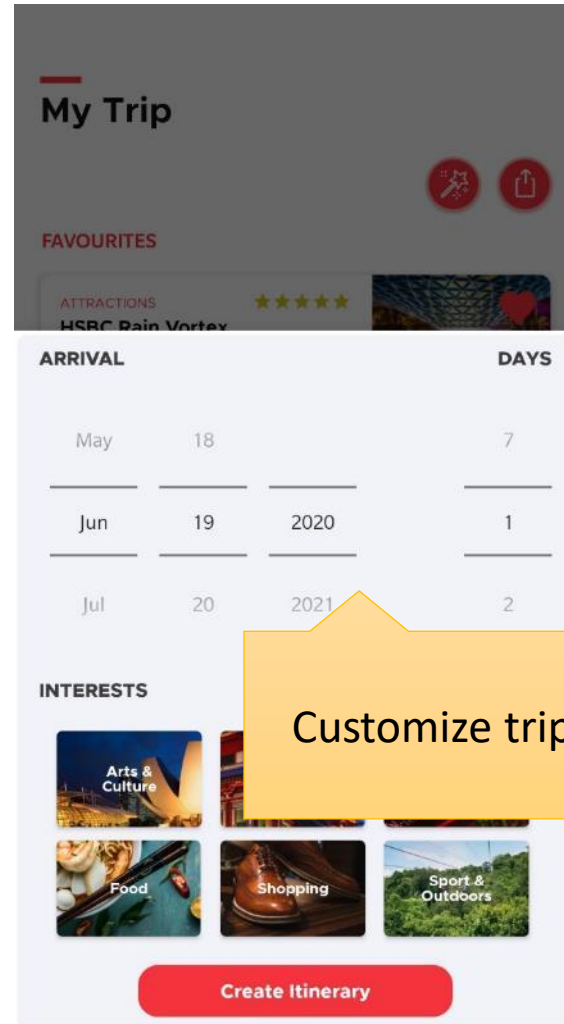 My Trip
FAVOURITES
ATTRACTIONS
HSBC Rain Vortex
ARRIVAL DAYS
May 18 7
Jun 19 2020 1
Jul 20 2021 2
INTERESTS
Customize trip
Arts &
Culture
Food
Shopping
Sport &
Outdoors
Create Itinerary